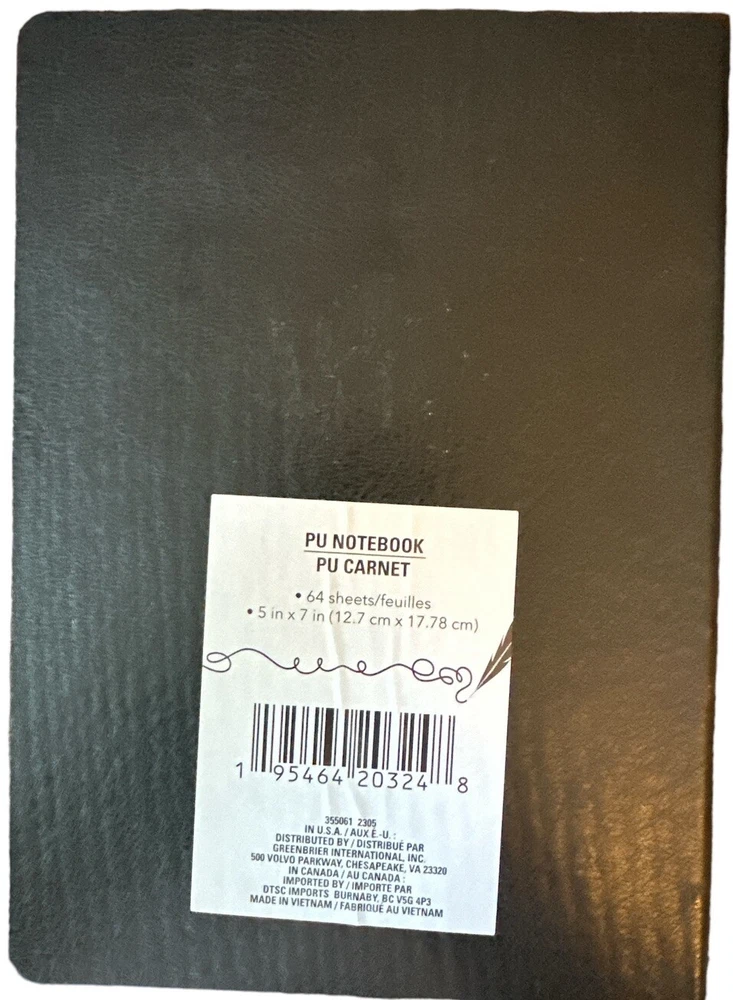 PU NOTEBOOK
PU CARNET
• 64 sheets/feuilles
• 5 in x 7 in (12.7 cm x 17.78 cm)
1 95464 20324 8
355061 2305
IN U.S.A. / AUX É.-U. :
DISTRIBUTED BY / DISTRIBUÉ PAR
GREENBRIER INTERNATIONAL, INC.
500 VOLVO PARKWAY, CHESAPEAKE, VA 23320
IN CANADA / AU CANADA :
IMPORTED BY / IMPORTÉ PAR
DTSC IMPORTS BURNABY, BC V5G 4P3
MADE IN VIETNAM / FABRIQUÉ AU VIETNAM